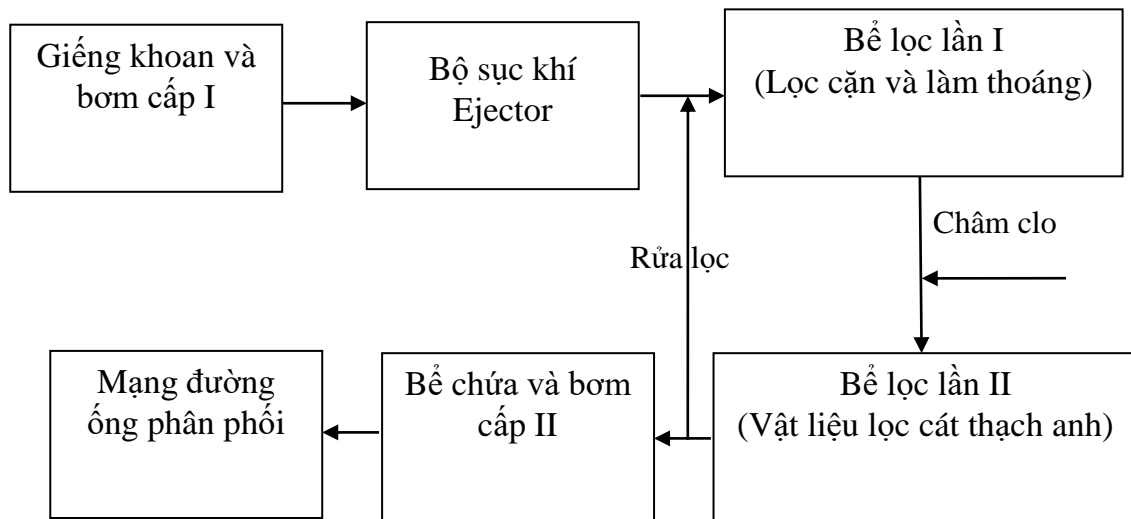 Giếng khoan và
bơm cấp I
Bộ sục khí
Ejector
Bể lọc lần I
(Lọc cặn và làm thoáng)
Châm clo
Rửa lọc
Mạng đường
ống phân phối
Bể chứa và bơm
cấp II
Bể lọc lần II
(Vật liệu lọc cát thạch anh)